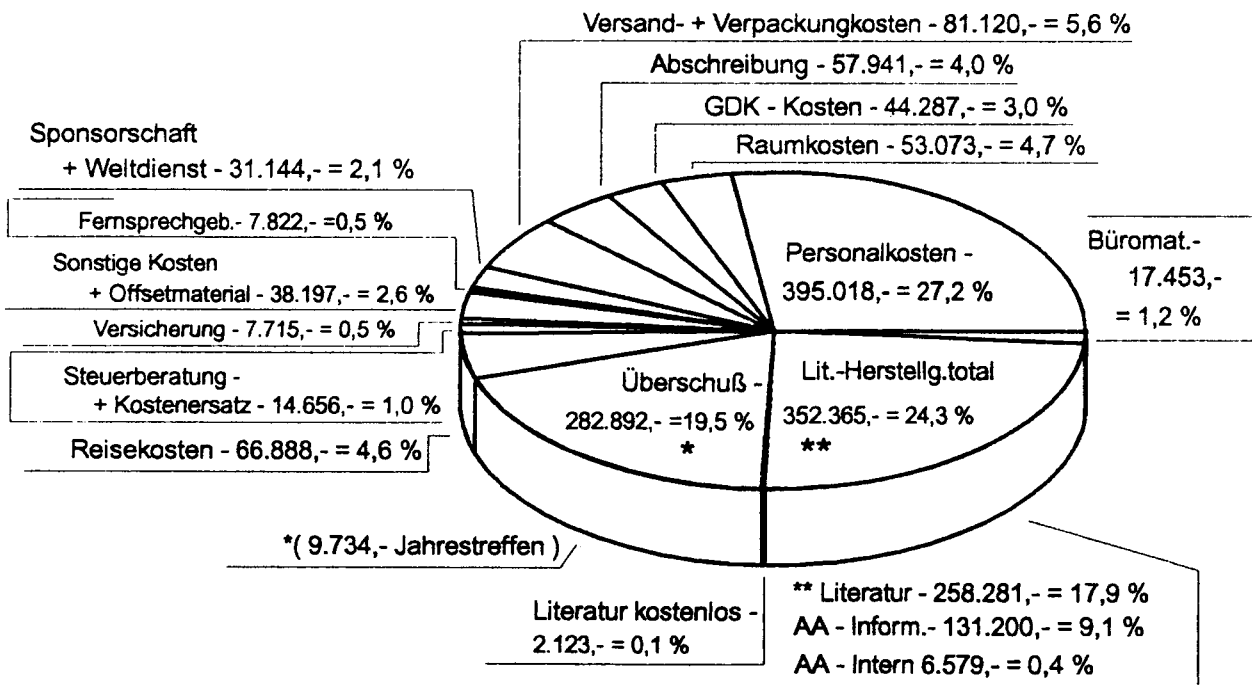 Versand- + Verpackungkosten - 81.120,- = 5,6 %
Abschreibung - 57.941,- = 4,0 %
GDK - Kosten - 44.287,- = 3,0 %
Raumkosten - 53.073,- = 4,7 %
Sponsorschaft
+ Weltdienst - 31.144,- = 2,1 %
Fernsprechgeb.- 7.822,- =0,5 %
Sonstige Kosten
+ Offsetmaterial - 38.197,- = 2,6 %
Versicherung - 7.715,- = 0,5 %
Steuerberatung -
+ Kostenersatz - 14.656,- = 1,0 %
Reisekosten - 66.888,- = 4,6 %
Personalkosten -
395.018,- = 27,2 %
Büromat.-
17.453,-
= 1,2 %
Überschuß -
282.892,- =19,5 %
*
Lit.-Herstellg.total
352.365,- = 24,3 %
**
*( 9.734,- Jahrestreffen )
Literatur kostenlos -
2.123,- = 0,1 %
** Literatur - 258.281,- = 17,9 %
AA - Inform.- 131.200,- = 9,1 %
AA - Intern 6.579,- = 0,4 %